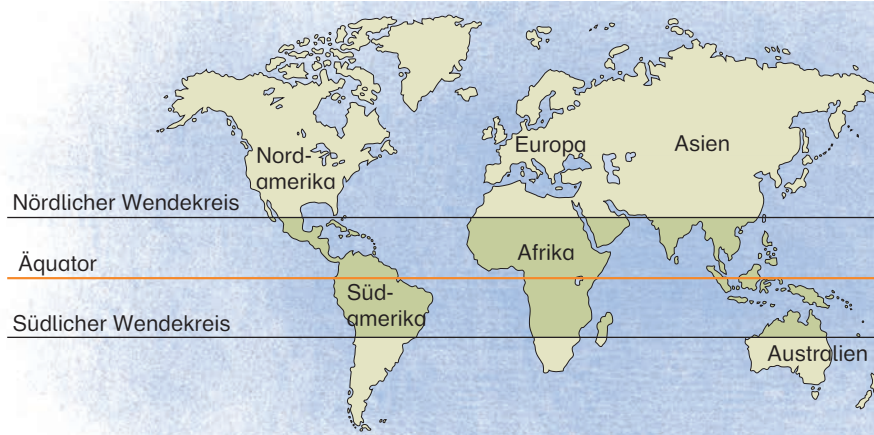 Nord-
amerika
Europa
Asien
Nördlicher Wendekreis
Afrika
Äquator
Süd-
amerika
Südlicher Wendekreis
Australien